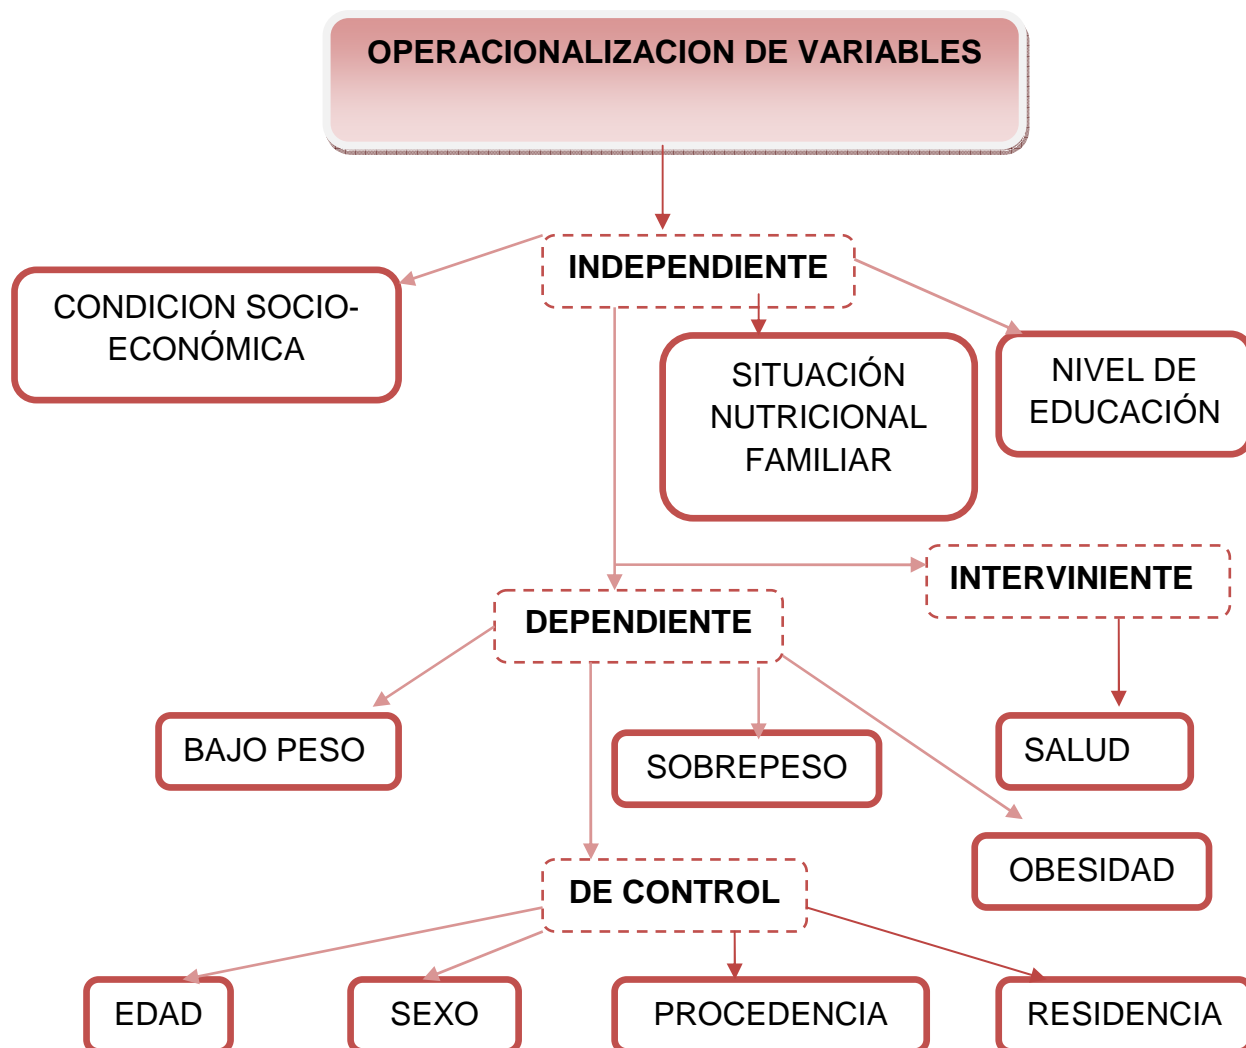 OPERACIONALIZACION DE VARIABLES
INDEPENDIENTE
CONDICION SOCIO-
ECONÓMICA
SITUACIÓN
NUTRICIONAL
FAMILIAR
NIVEL DE
EDUCACIÓN
INTERVINIENTE
DEPENDIENTE
BAJO PESO
SOBREPESO
SALUD
OBESIDAD
DE CONTROL
EDAD
SEXO
PROCEDENCIA
RESIDENCIA